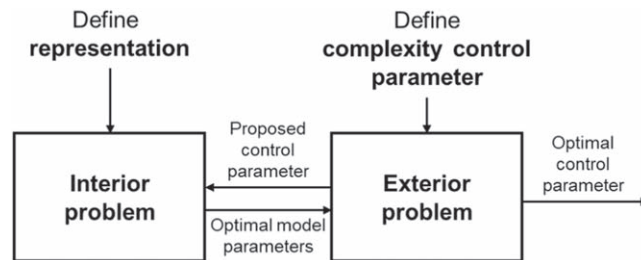 Define
representation
Define
complexity control
parameter
Proposed
control
parameter
Optimal
control
parameter
Interior
problem
Exterior
problem
Optimal model
parameters